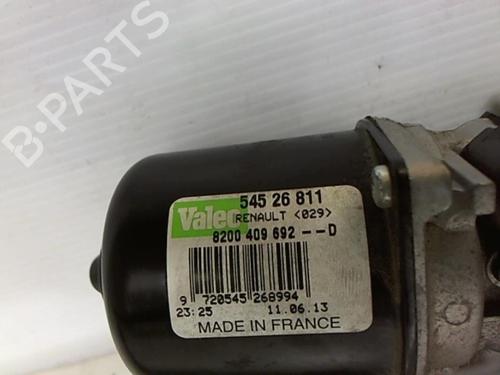 B-PARTS
545 26 811
Valeo
RENAULT <029>
8200 409 692 --D
9 720545 268994
23:25 11.06.13
MADE IN FRANCE